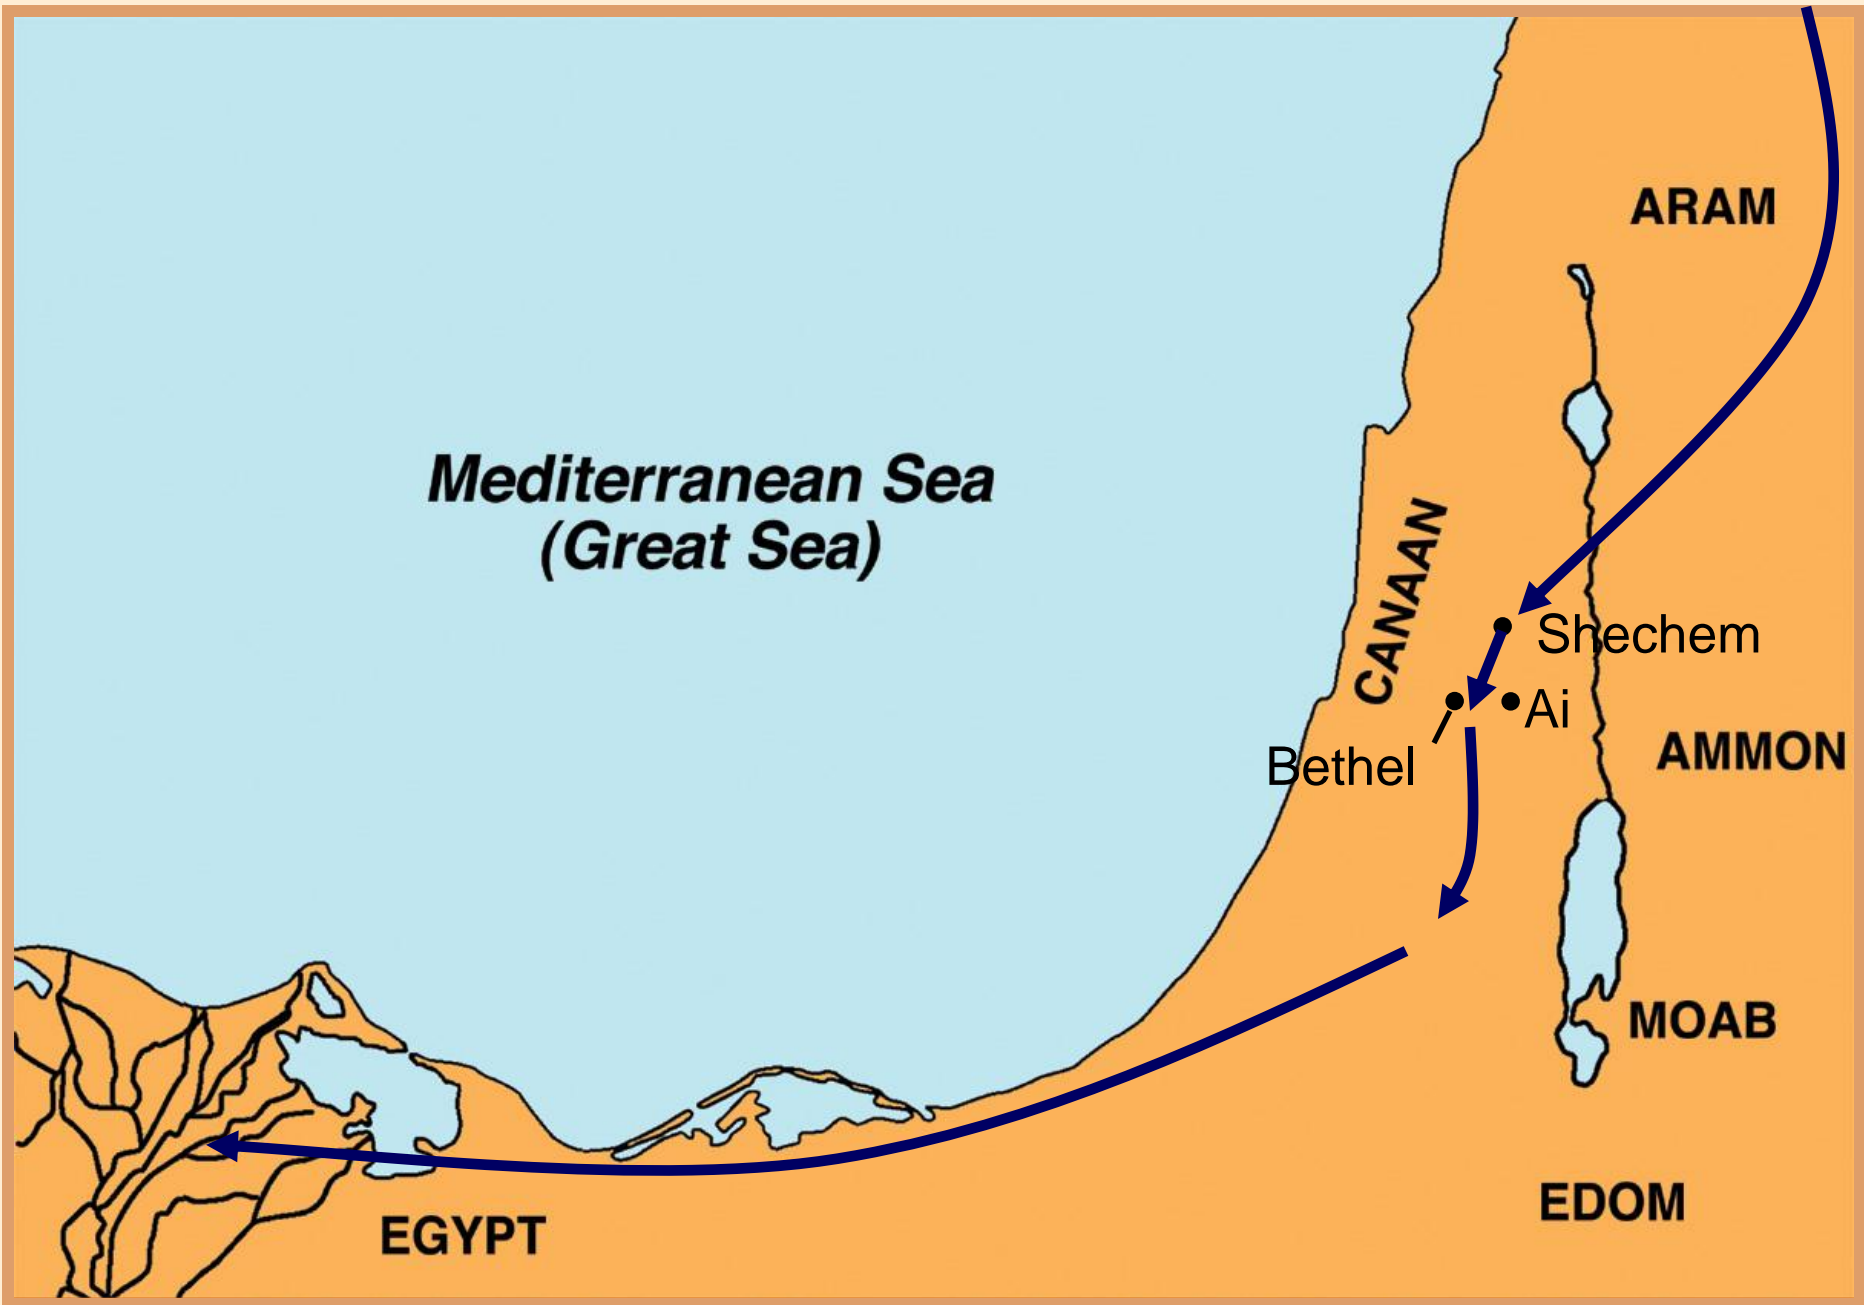 ARAM
Mediterranean Sea
(Great Sea)
CANAAN
Shechem
Ai
Bethel
AMMON
MOAB
EDOM
EGYPT